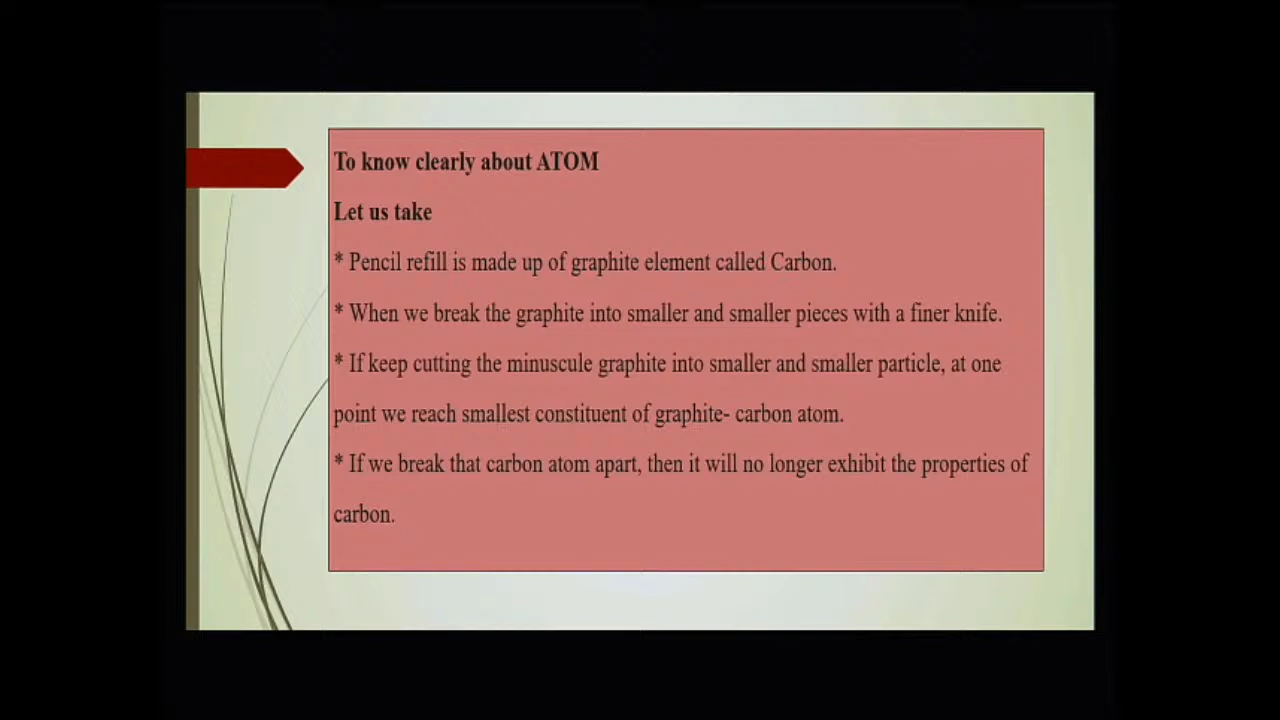 To know clearly about ATOM
Let us take
* Pencil refill is made up of graphite element called Carbon.
* When we break the graphite into smaller and smaller pieces with a finer knife.
* If keep cutting the minuscule graphite into smaller and smaller particle, at one
point we reach smallest constituent of graphite- carbon atom.
* If we break that carbon atom apart, then it will no longer exhibit the properties of
carbon.